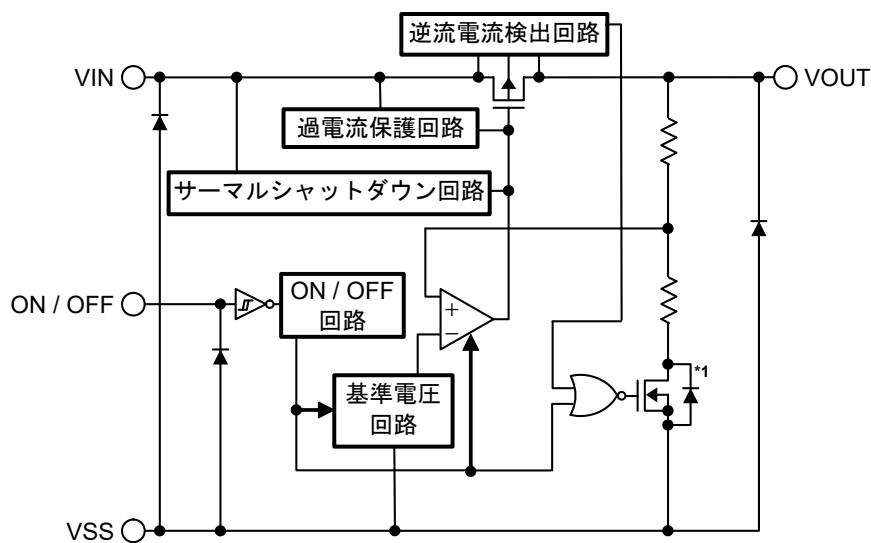 逆流電流検出回路
VIN
VOUT
過電流保護回路
サーマルシャットダウン回路
ON / OFF
ON / OFF
回路
+
−
*1
基準電圧
回路
VSS